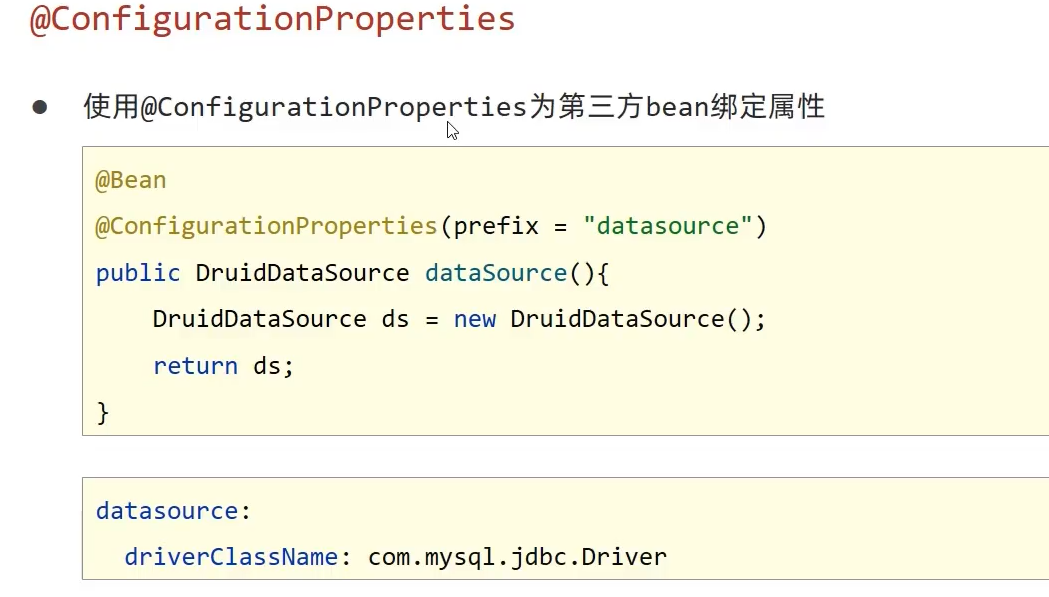 @ConfigurationProperties
● 使用@ConfigurationProperties为第三方bean绑定属性
@Bean
@ConfigurationProperties(prefix = "datasource")
public DruidDataSource dataSource(){
    DruidDataSource ds = new DruidDataSource();
    return ds;
}
datasource:
  driverClassName: com.mysql.jdbc.Driver